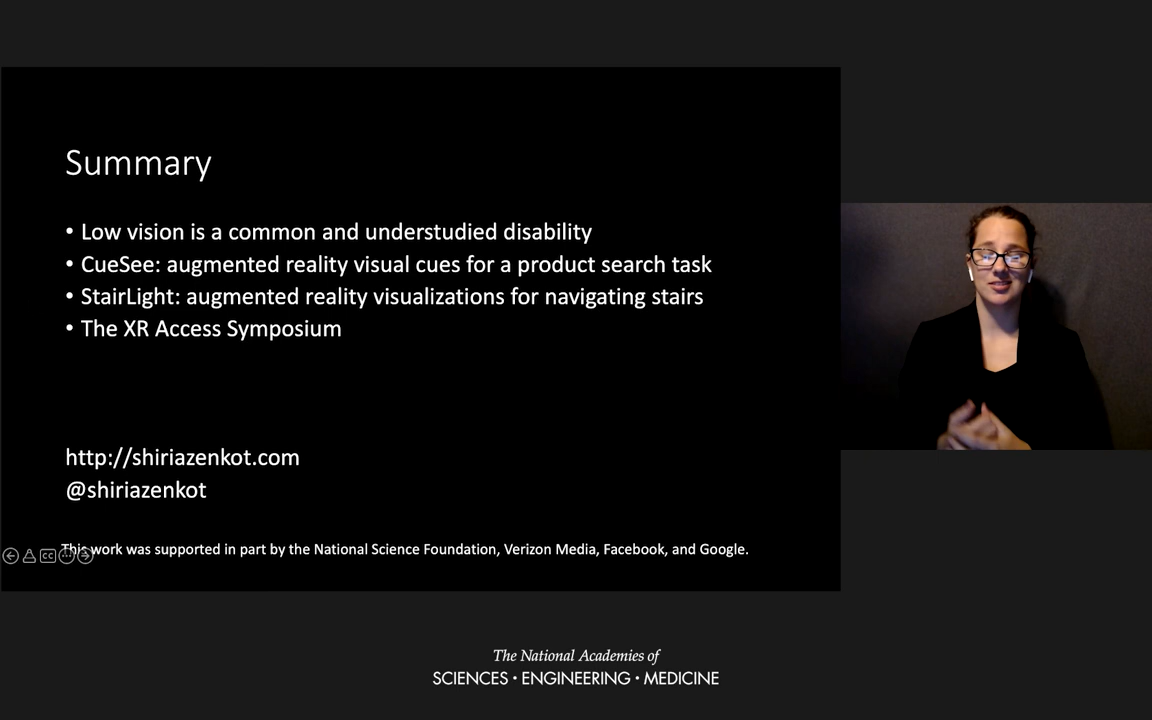 Summary
• Low vision is a common and understudied disability
• CueSee: augmented reality visual cues for a product search task
• StairLight: augmented reality visualizations for navigating stairs
• The XR Access Symposium
http://shiriazenkot.com
@shiriazenkot
This work was supported in part by the National Science Foundation, Verizon Media, Facebook, and Google.
CC
The National Academies of
SCIENCES • ENGINEERING • MEDICINE